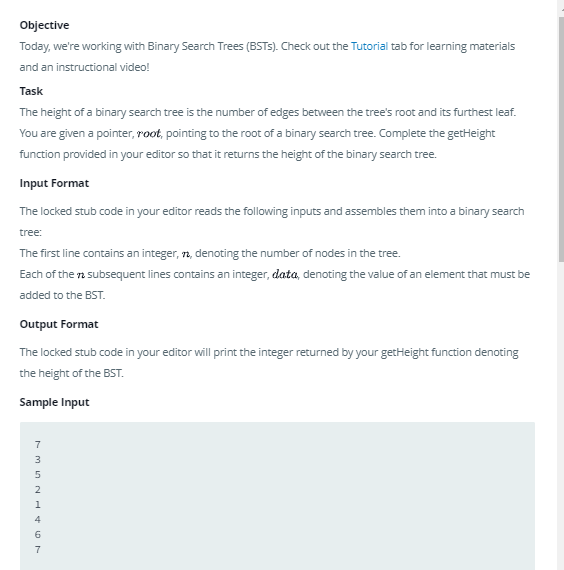 Objective
Today, we're working with Binary Search Trees (BSTs). Check out the Tutorial tab for learning materials
and an instructional video!
Task
The height of a binary search tree is the number of edges between the tree's root and its furthest leaf.
You are given a pointer, root, pointing to the root of a binary search tree. Complete the getHeight
function provided in your editor so that it returns the height of the binary search tree.
Input Format
The locked stub code in your editor reads the following inputs and assembles them into a binary search
tree:
The first line contains an integer, n, denoting the number of nodes in the tree.
Each of the n subsequent lines contains an integer, data, denoting the value of an element that must be
added to the BST.
Output Format
The locked stub code in your editor will print the integer returned by your getHeight function denoting
the height of the BST.
Sample Input
7
3
5
2
1
4
6
7